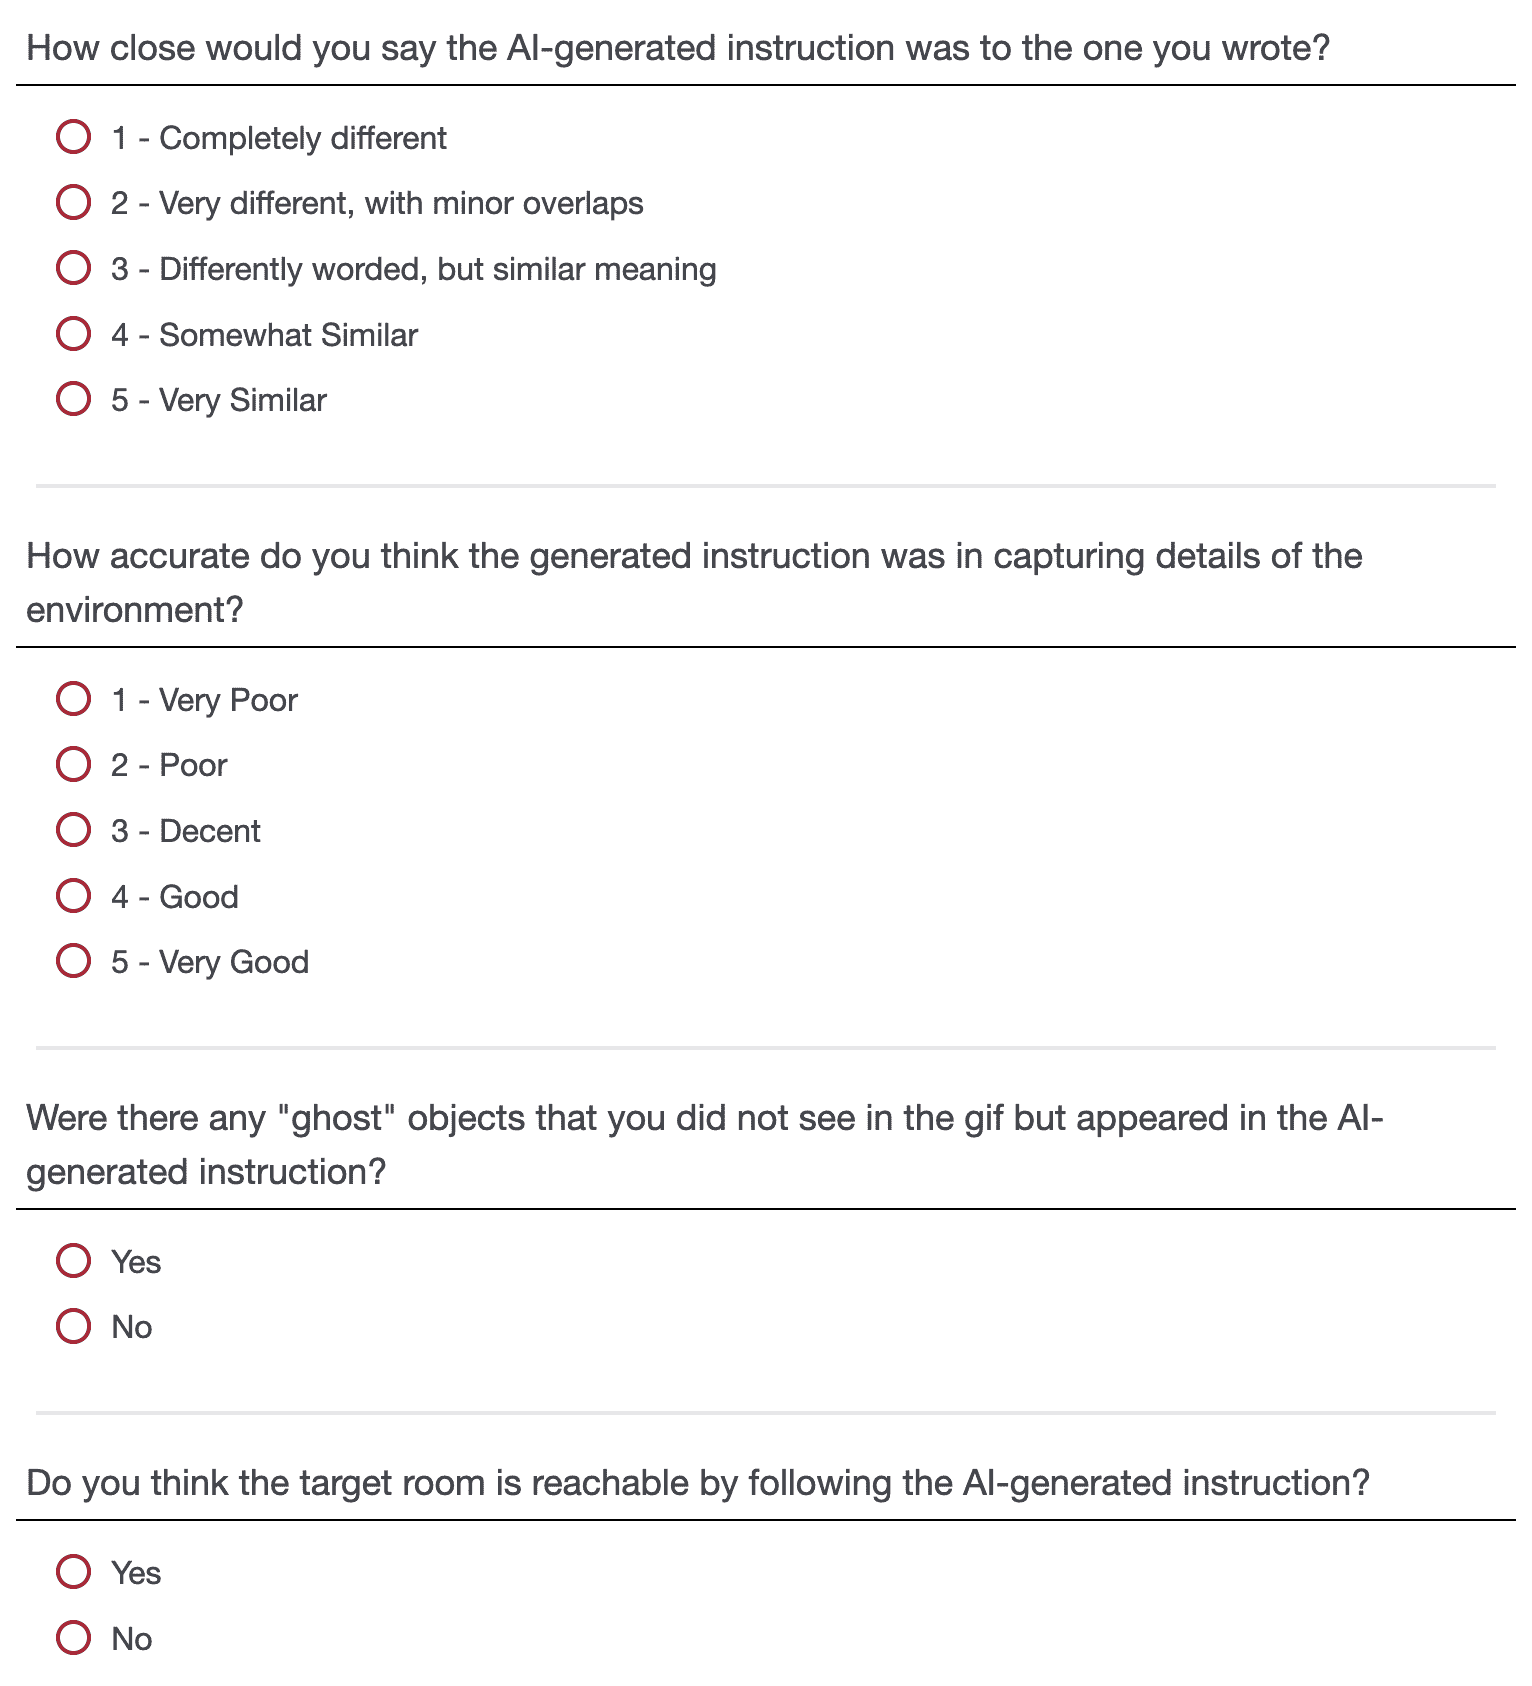 How close would you say the AI-generated instruction was to the one you wrote?
1 - Completely different
2 - Very different, with minor overlaps
3 - Differently worded, but similar meaning
4 - Somewhat Similar
5 - Very Similar
How accurate do you think the generated instruction was in capturing details of the
environment?
1 - Very Poor
2 - Poor
3 - Decent
4 - Good
5 - Very Good
Were there any "ghost" objects that you did not see in the gif but appeared in the AI-
generated instruction?
Yes
No
Do you think the target room is reachable by following the AI-generated instruction?
Yes
No